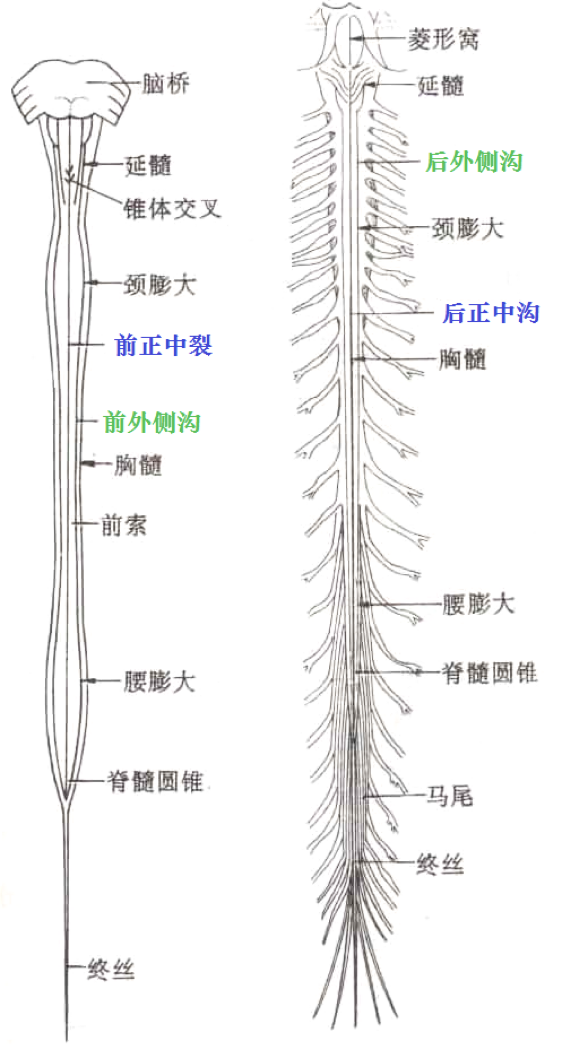 脑桥
延髓
锥体交叉
颈膨大
前正中裂
前外侧沟
胸髓
前索
腰膨大
脊髓圆锥
终丝
菱形窝
延髓
后外侧沟
颈膨大
后正中沟
胸髓
腰膨大
脊髓圆锥
马尾
终丝